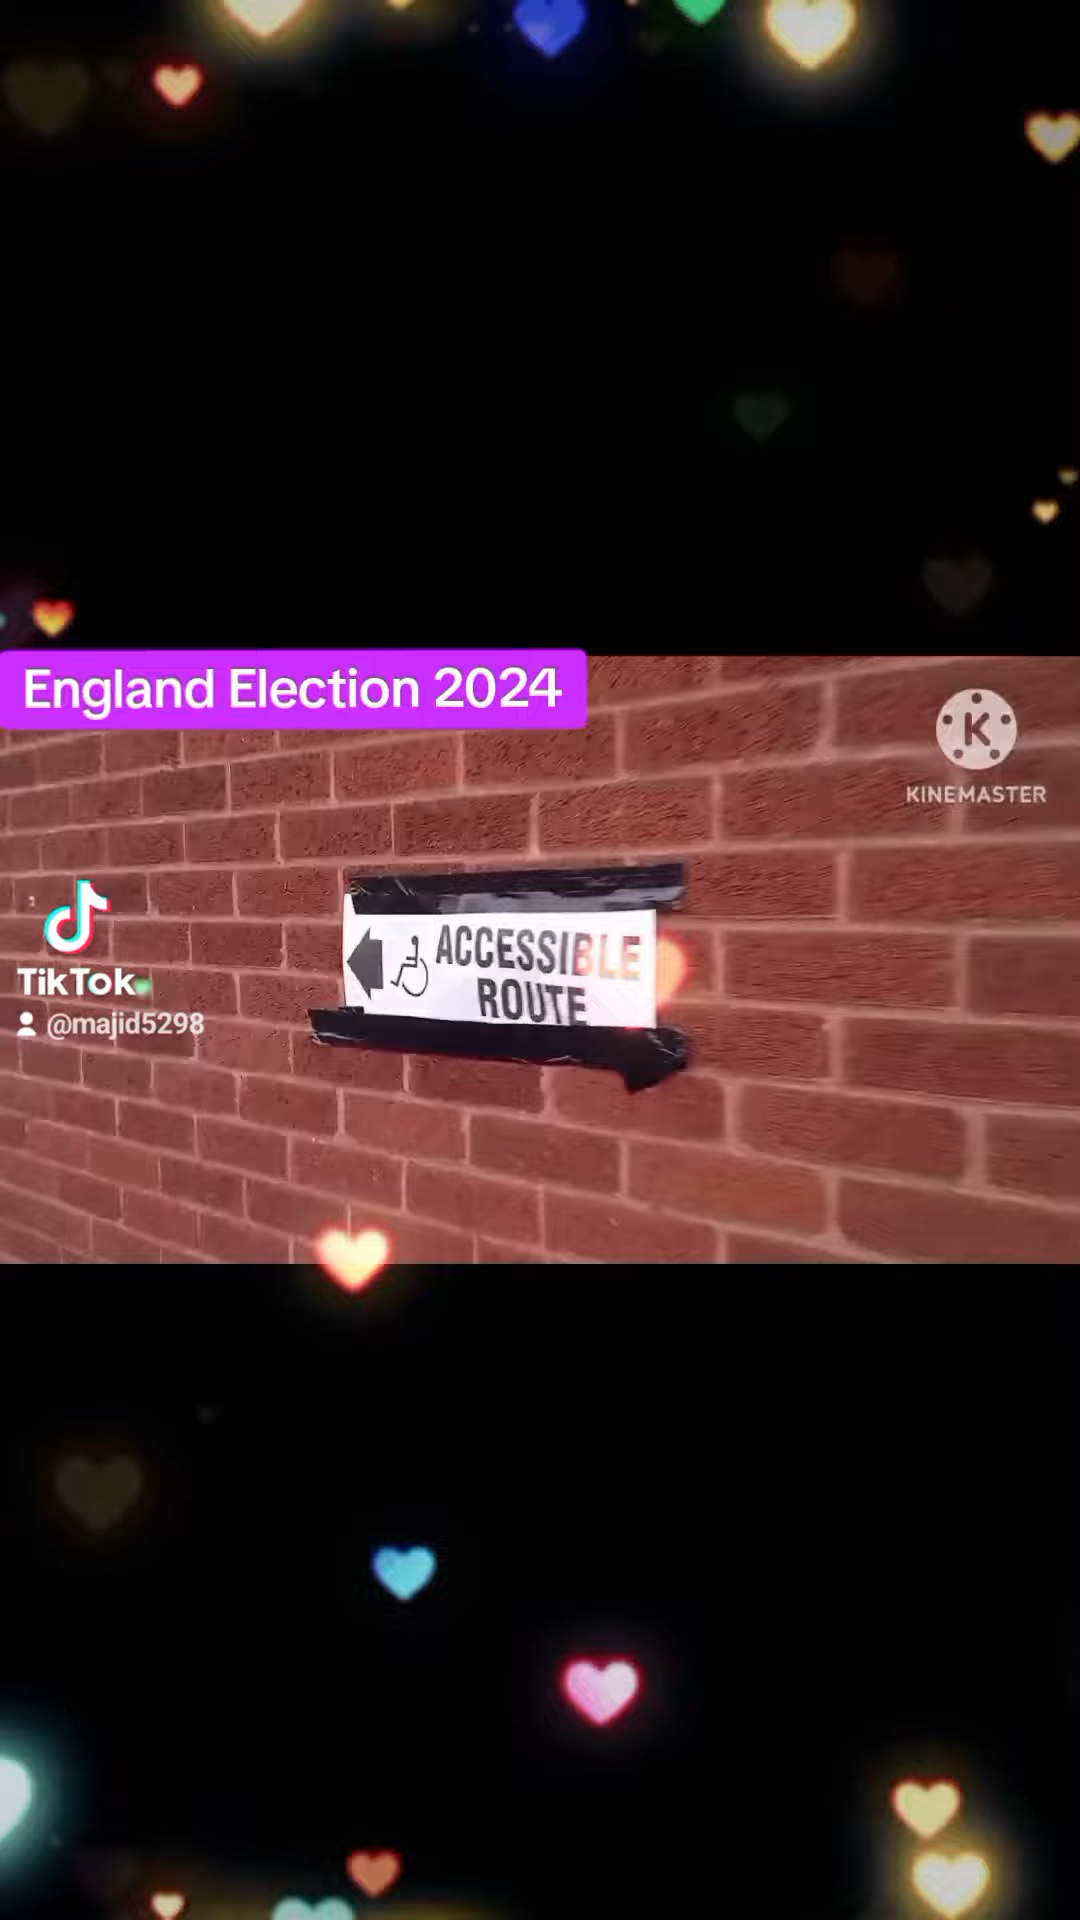 England Election 2024
K
KINEMASTER
ACCESSIBLE
ROUTE
TikTok
@majid5298